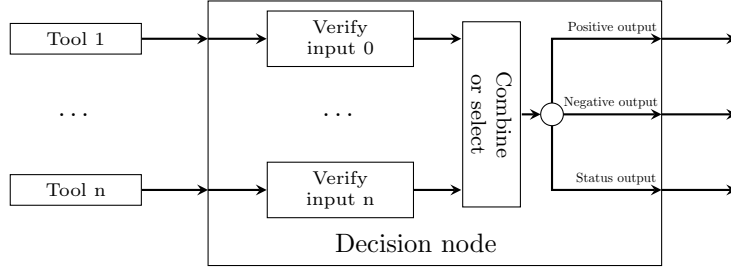 Tool 1
Verify
input 0
Positive output
. . .
. . .
Combine
or select
Negative output
Tool n
Verify
input n
Status output
Decision node